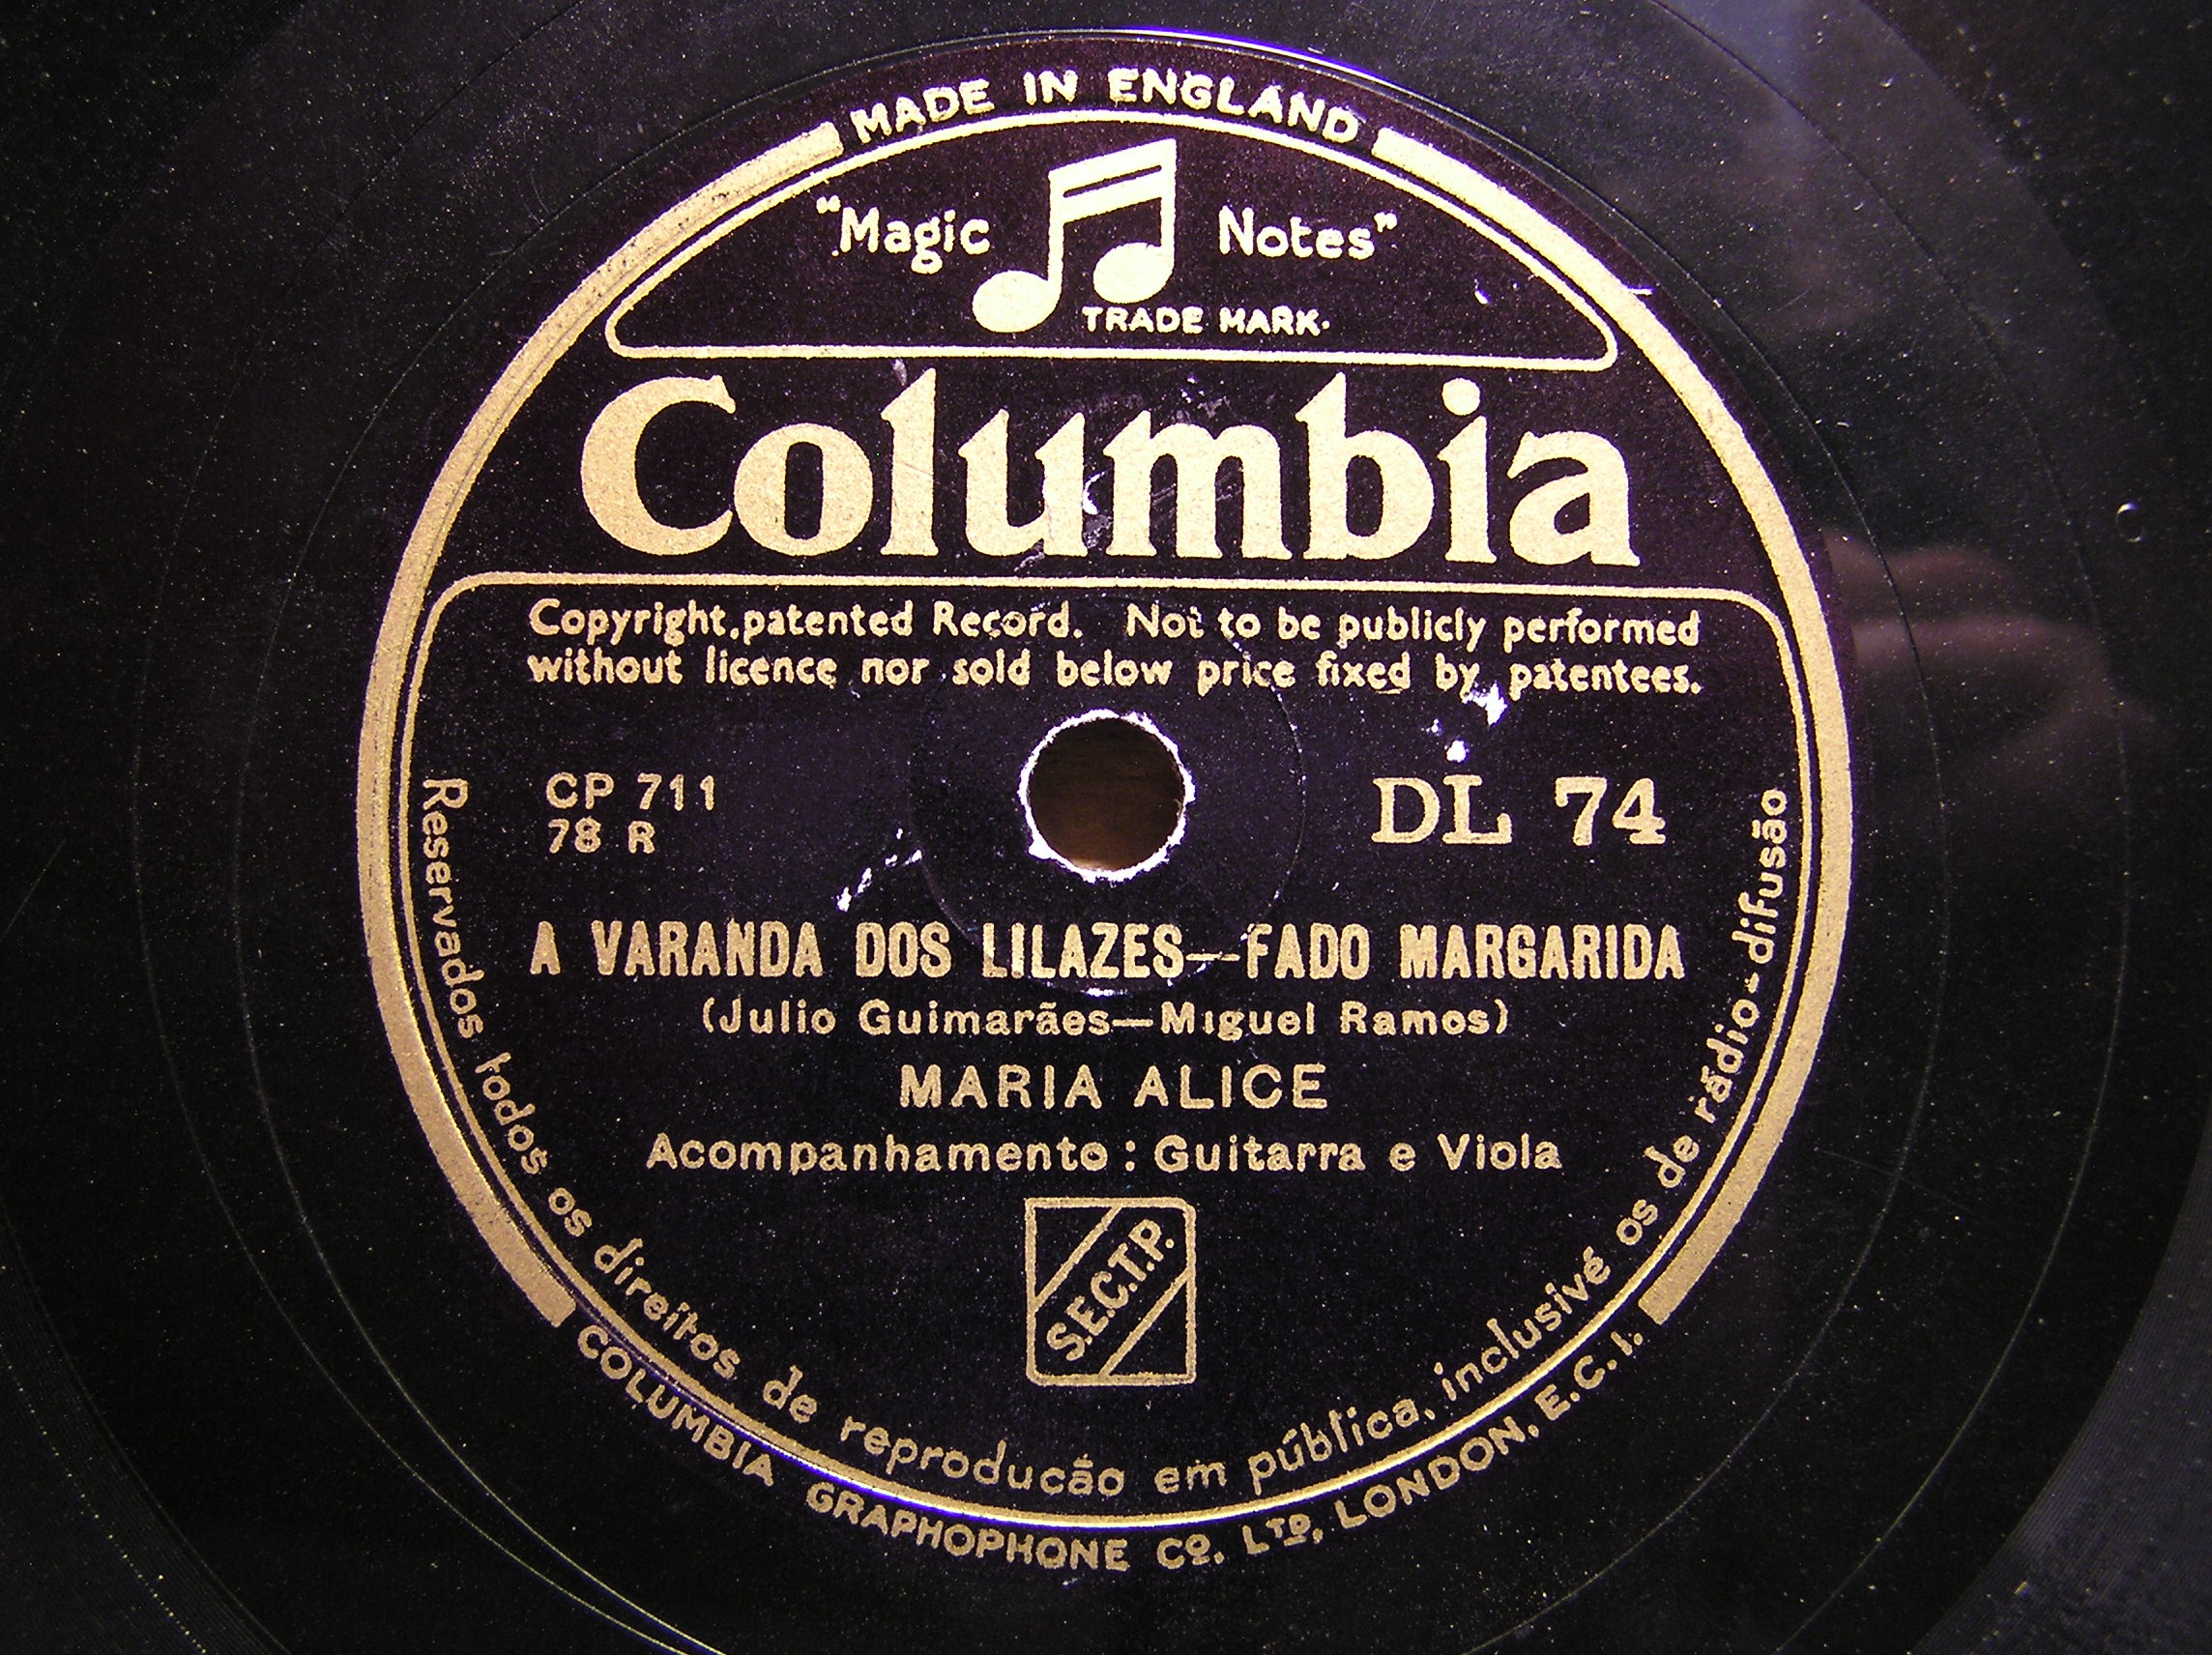 MADE IN ENGLAND
"Magic Notes"
TRADE MARK.
Columbia
Copyright, patented Record. Not to be publicly performed
without licence nor sold below price fixed by patentees.
CP 711
78 R
DL 74
A VARANDA DOS LILAZES—FADO MARGARIDA
(Julio Guimarães—Miguel Ramos)
MARIA ALICE
Acompanhamento: Guitarra e Viola
S.E.C.T.P.
Reservados todos os direitos de reproducão em pública, inclusivé os de rádio-difusão
COLUMBIA GRAPHOPHONE Co. LTD, LONDON, E.C.1.